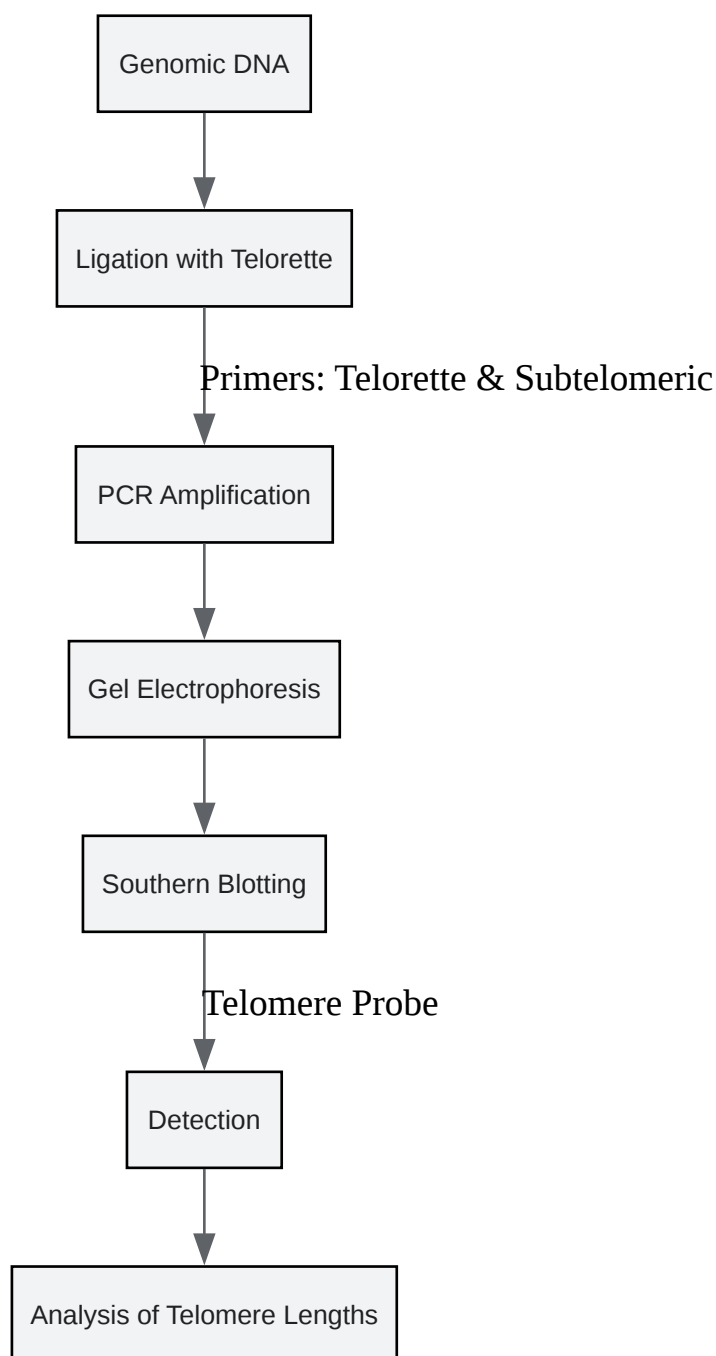 Genomic DNA
Ligation with Telorette
Primers: Telorette & Subtelomeric
PCR Amplification
Gel Electrophoresis
Southern Blotting
Telomere Probe
Detection
Analysis of Telomere Lengths